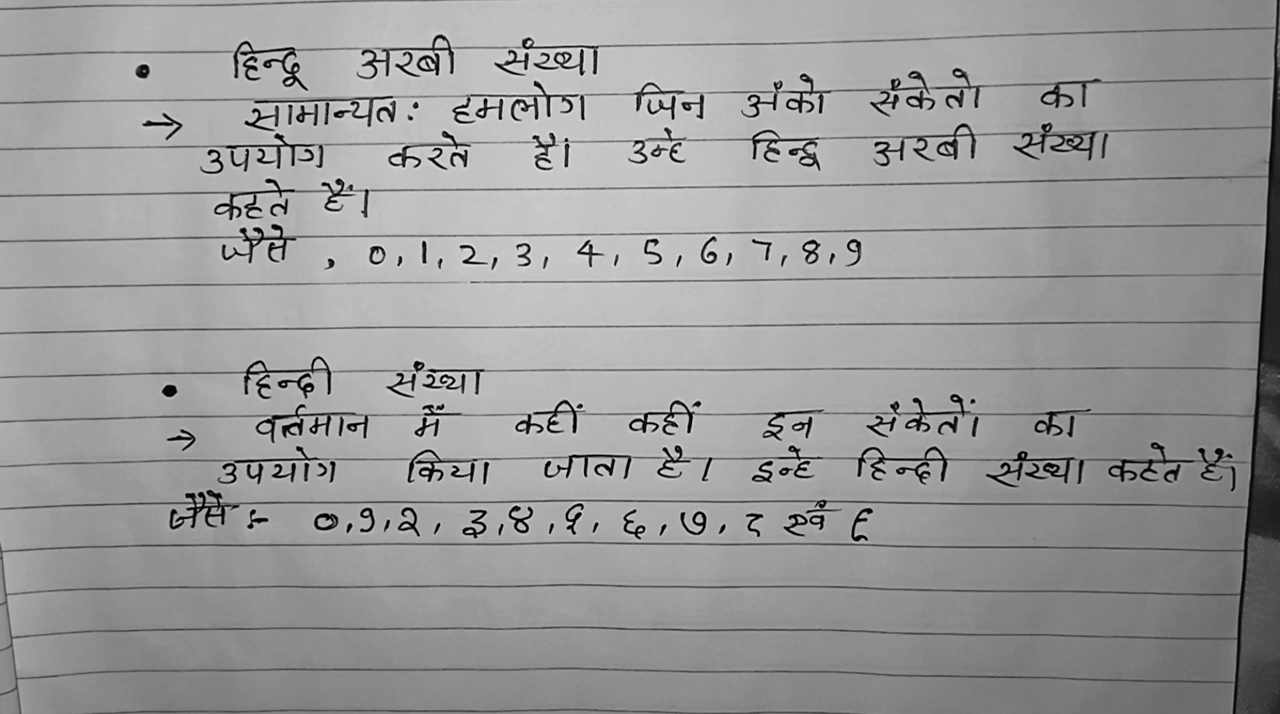 • हिन्दू अरबी संख्या
→ सामान्यत: हमलोग जिन अंको संकेतो का
उपयोग करते है। उन्हे हिन्दू अरबी संख्या
कहते हैं।
जैसे , 0, 1, 2, 3, 4, 5, 6, 7, 8, 9
• हिन्दी संख्या
→ वर्त्तमान में कहीं कहीं इन संकेतों का
उपयोग किया जाता है। इन्हे हिन्दी संख्या कहते हैं।
जैसे :- ०, १, २, ३, ४, ५, ६, ७, ८ एवं ९